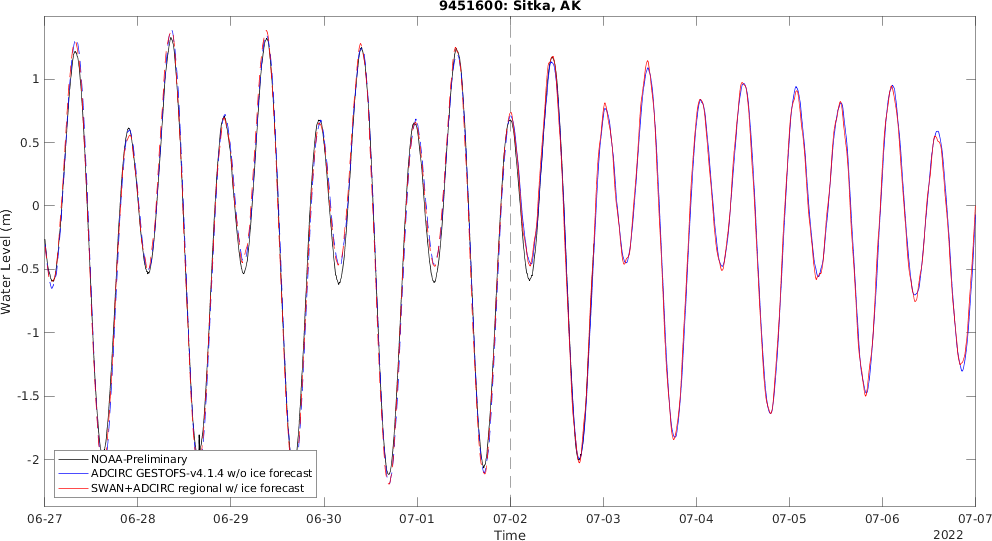 9451600: Sitka, AK
Water Level (m)
1
0.5
0
-0.5
-1
-1.5
-2
NOAA-Preliminary
ADCIRC GESTOFS-v4.1.4 w/o ice forecast
SWAN+ADCIRC regional w/ ice forecast
06-27 06-28 06-29 06-30 07-01 07-02 07-03 07-04 07-05 07-06 07-07
Time
2022